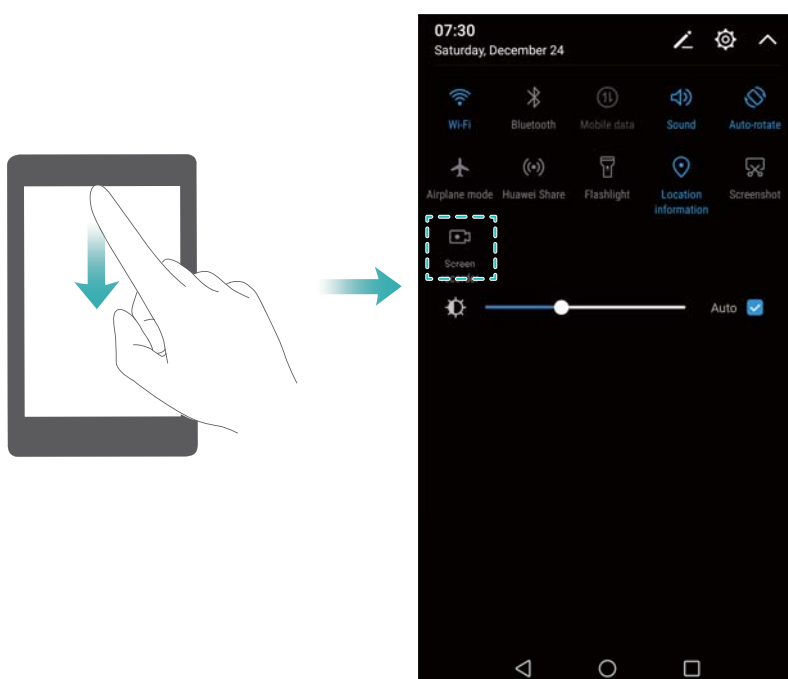 07:30
Saturday, December 24
Wi-Fi
Bluetooth
Mobile data
Sound
Auto-rotate
Airplane mode
Huawei Share
Flashlight
Location
information
Screenshot
Screen
Auto